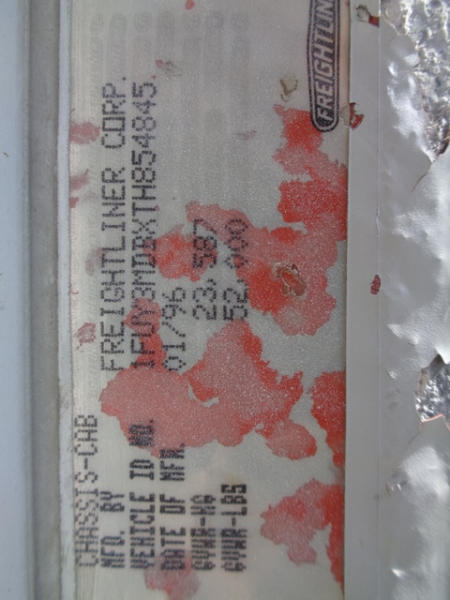 FREIGHTLINER
CHASSIS-CAB
MFD. BY FREIGHTLINER CORP.
VEHICLE ID NO. 1FUY3MDBXTH854845
DATE OF MFR. 01/96
GVWR-KG 23, 587
GVWR-LBS 52, 000